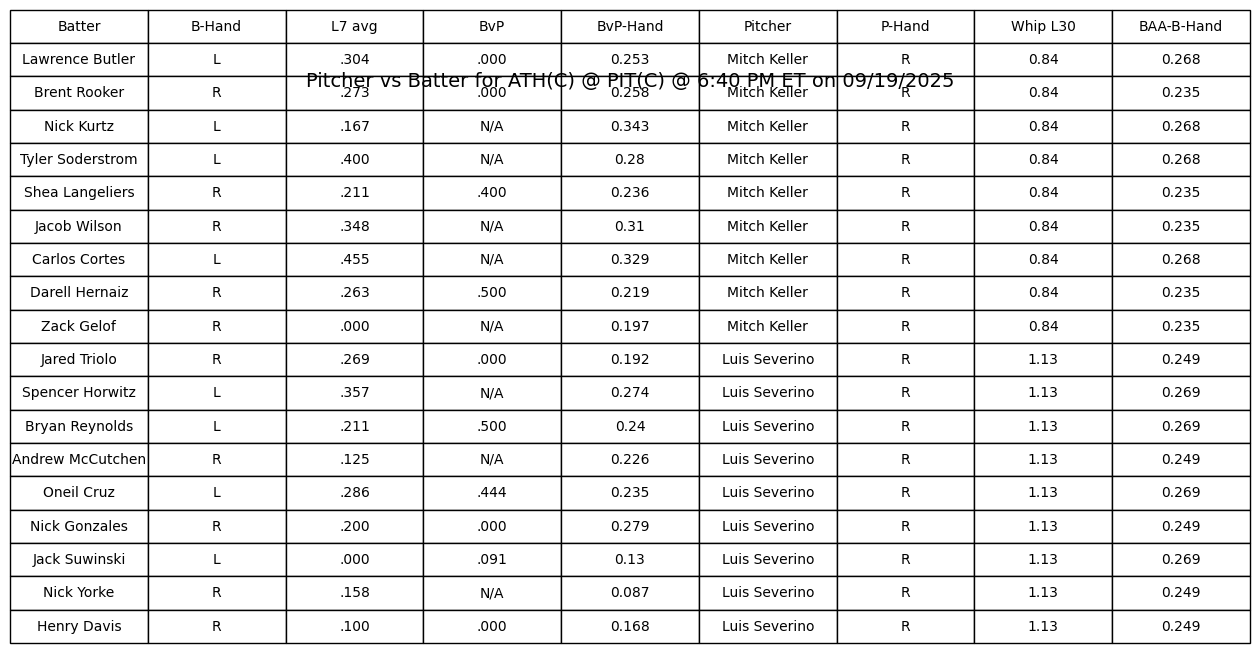 Batter B-Hand L7 avg BvP BvP-Hand Pitcher P-Hand Whip L30 BAA-B-Hand
Lawrence Butler L .304 .000 0.253 Mitch Keller R 0.84 0.268
Pitcher vs Batter for ATH(C) @ PIT(C) @ 6:40 PM ET on 09/19/2025
Brent Rooker R .273 .000 0.258 Mitch Keller R 0.84 0.235
Nick Kurtz L .167 N/A 0.343 Mitch Keller R 0.84 0.268
Tyler Soderstrom L .400 N/A 0.28 Mitch Keller R 0.84 0.268
Shea Langeliers R .211 .400 0.236 Mitch Keller R 0.84 0.235
Jacob Wilson R .348 N/A 0.31 Mitch Keller R 0.84 0.235
Carlos Cortes L .455 N/A 0.329 Mitch Keller R 0.84 0.268
Darell Hernaiz R .263 .500 0.219 Mitch Keller R 0.84 0.235
Zack Gelof R .000 N/A 0.197 Mitch Keller R 0.84 0.235
Jared Triolo R .269 .000 0.192 Luis Severino R 1.13 0.249
Spencer Horwitz L .357 N/A 0.274 Luis Severino R 1.13 0.269
Bryan Reynolds L .211 .500 0.24 Luis Severino R 1.13 0.269
Andrew McCutchen R .125 N/A 0.226 Luis Severino R 1.13 0.249
Oneil Cruz L .286 .444 0.235 Luis Severino R 1.13 0.269
Nick Gonzales R .200 .000 0.279 Luis Severino R 1.13 0.249
Jack Suwinski L .000 .091 0.13 Luis Severino R 1.13 0.269
Nick Yorke R .158 N/A 0.087 Luis Severino R 1.13 0.249
Henry Davis R .100 .000 0.168 Luis Severino R 1.13 0.249